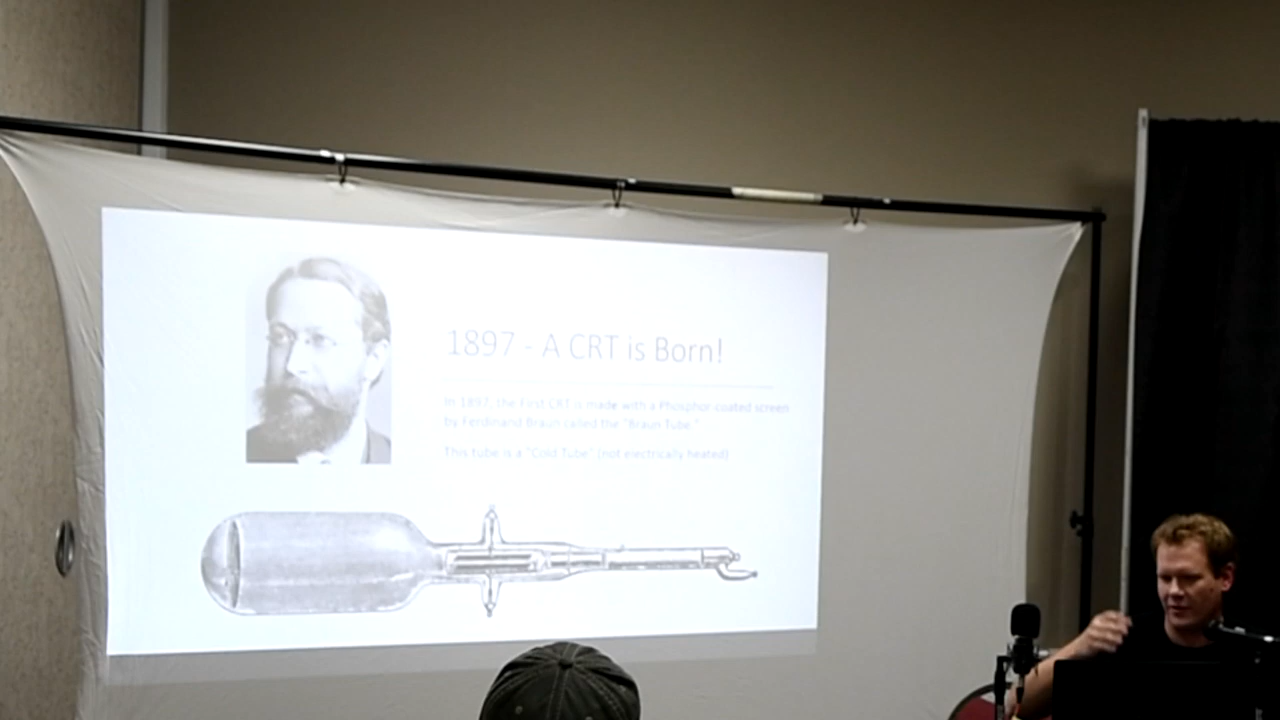 1897 - A CRT is Born!
In 1897, the First CRT is made with a Phosphor-coated screen
by Ferdinand Braun called the "Braun Tube."
This tube is a "Cold Tube" (not electrically heated)